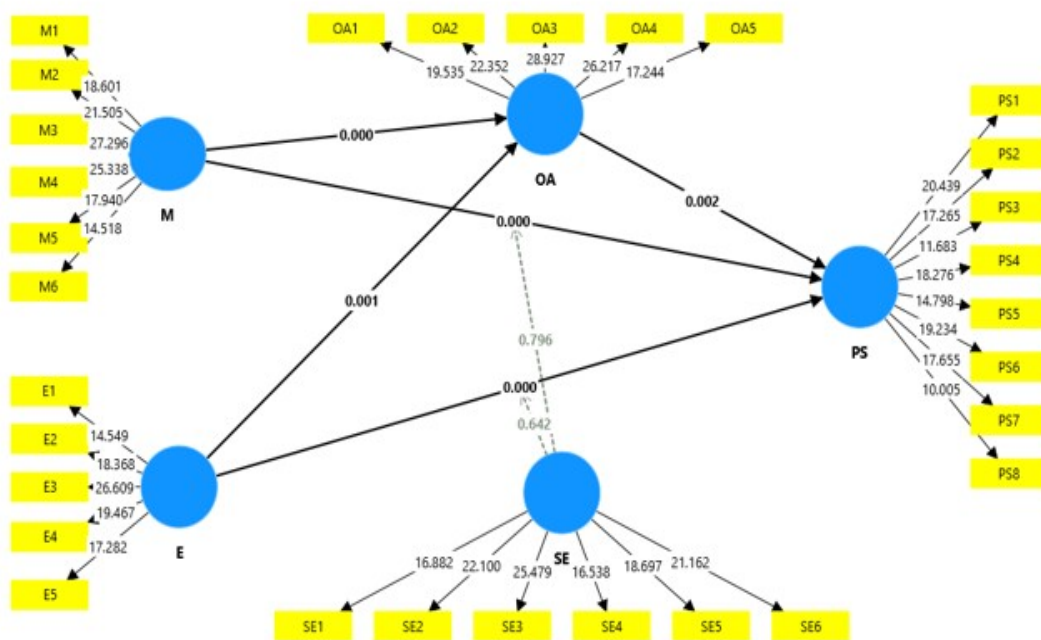 M1
M2
M3
M4
M5
M6
18.601
21.505
27.296
25.338
17.940
14.518
M
OA1
OA2
OA3
OA4
OA5
19.535
22.352
28.927
26.217
17.244
OA
0.000
0.002
0.000
0.001
0.796
0.000
0.642
PS1
PS2
PS3
PS4
PS5
PS6
PS7
PS8
20.439
17.265
11.683
18.276
14.798
19.234
17.655
10.005
PS
E1
E2
E3
E4
E5
14.549
18.368
26.609
19.467
17.282
E
SE
16.882
22.100
25.479
16.538
18.697
21.162
SE1
SE2
SE3
SE4
SE5
SE6